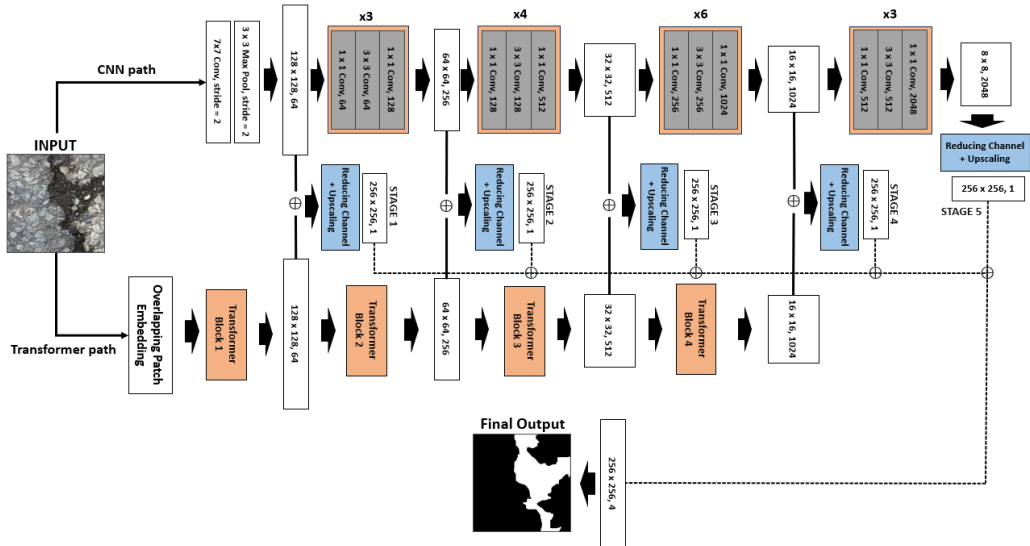 x3
x4
x6
x3
CNN path
7x7 Conv, stride = 2
3 x 3 Max Pool, stride = 2
128 x 128, 64
1 x 1 Conv, 64
3 x 3 Conv, 64
1 x 1 Conv, 128
64 x 64, 256
1 x 1 Conv, 128
3 x 3 Conv, 128
1 x 1 Conv, 512
32 x 32, 512
1 x 1 Conv, 256
3 x 3 Conv, 256
1 x 1 Conv, 1024
16 x 16, 1024
1 x 1 Conv, 512
3 x 3 Conv, 512
1 x 1 Conv, 2048
8 x 8, 2048
INPUT
Reducing Channel
+ Upscaling
256 x 256, 1
STAGE 1
Reducing Channel
+ Upscaling
256 x 256, 1
STAGE 2
Reducing Channel
+ Upscaling
256 x 256, 1
STAGE 3
Reducing Channel
+ Upscaling
256 x 256, 1
STAGE 4
Reducing Channel
+ Upscaling
256 x 256, 1
STAGE 5
Transformer path
Overlapping Patch
Embedding
Transformer
Block 1
128 x 128, 64
Transformer
Block 2
64 x 64, 256
Transformer
Block 3
32 x 32, 512
Transformer
Block 4
16 x 16, 1024
Final Output
256 x 256, 4